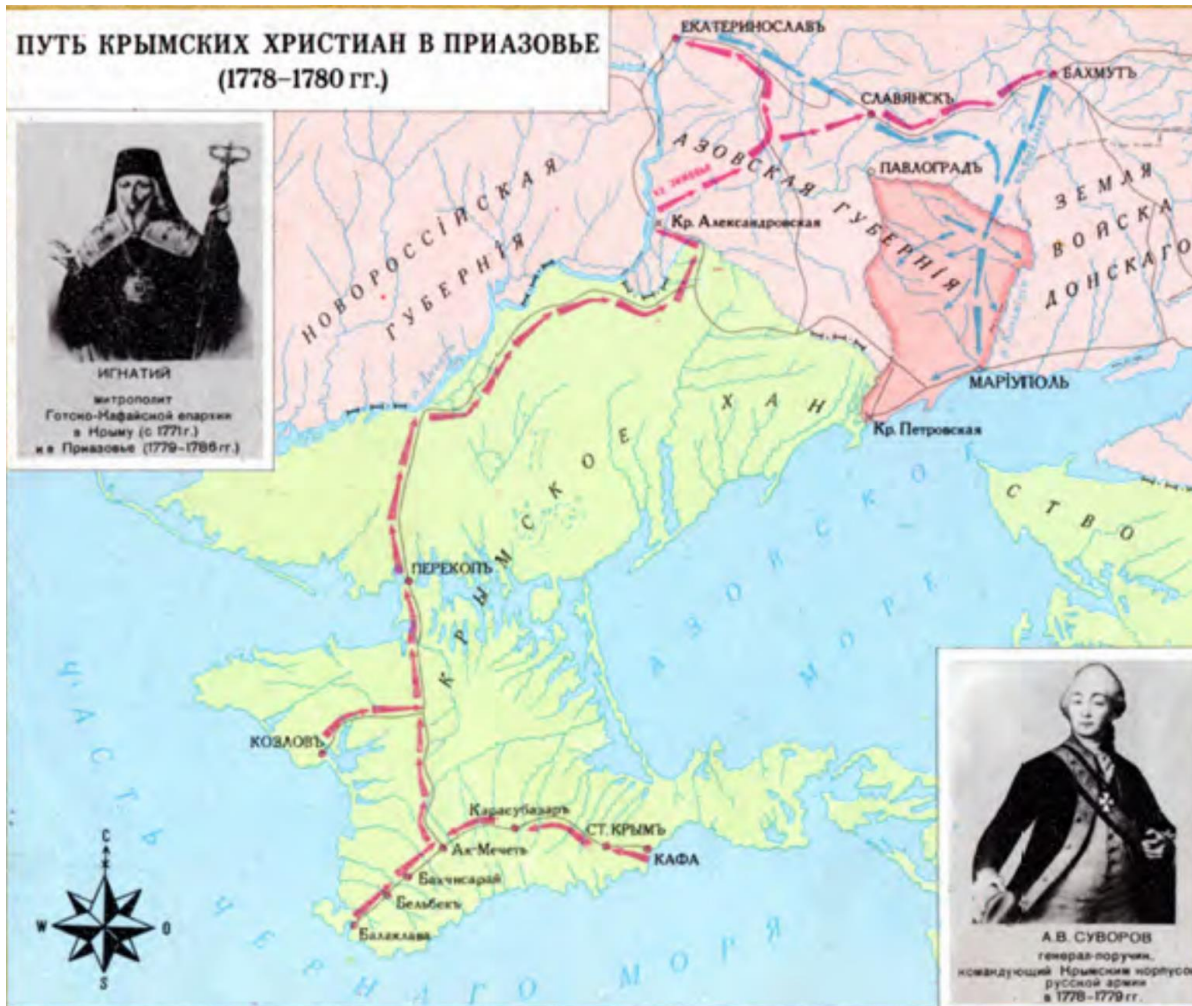 ПУТЬ КРЫМСКИХ ХРИСТИАН В ПРИАЗОВЬЕ
(1778–1780 гг.)
ИГНАТИЙ
митрополит
Готско-Кафайской епархии
в Крыму (с 1771 г.)
и в Приазовье (1779–1786 гг.)
ЕКАТЕРИНОСЛАВЪ
БАХМУТЪ
СЛАВЯНСКЪ
ПАВЛОГРАДЪ
НОВОРОССІЙСКАЯ
ГУБЕРНІЯ
АЗОВСКАЯ ГУБЕРНІЯ
ЗЕМЛЯ
ВОЙСКА
ДОНСКАГО
Кр. Александровская
МАРІУПОЛЬ
Кр. Петровская
КРЫМСКОЕ ХАНСТВО
АЗОВСКОЕ
МОРЕ
ПЕРЕКОПЪ
КОЗЛОВЪ
Карасубазаръ
СТ. КРЫМЪ
КАФА
Ак-Мечеть
Бахчисарай
Бельбекъ
Балаклава
ЧАСТЬ
ЧЕРНАГО МОРЯ
С
W
O
S
А.В. СУВОРОВ
генерал-поручик,
командующий Крымским корпусо
русской армии
в 1778–1779 гг.